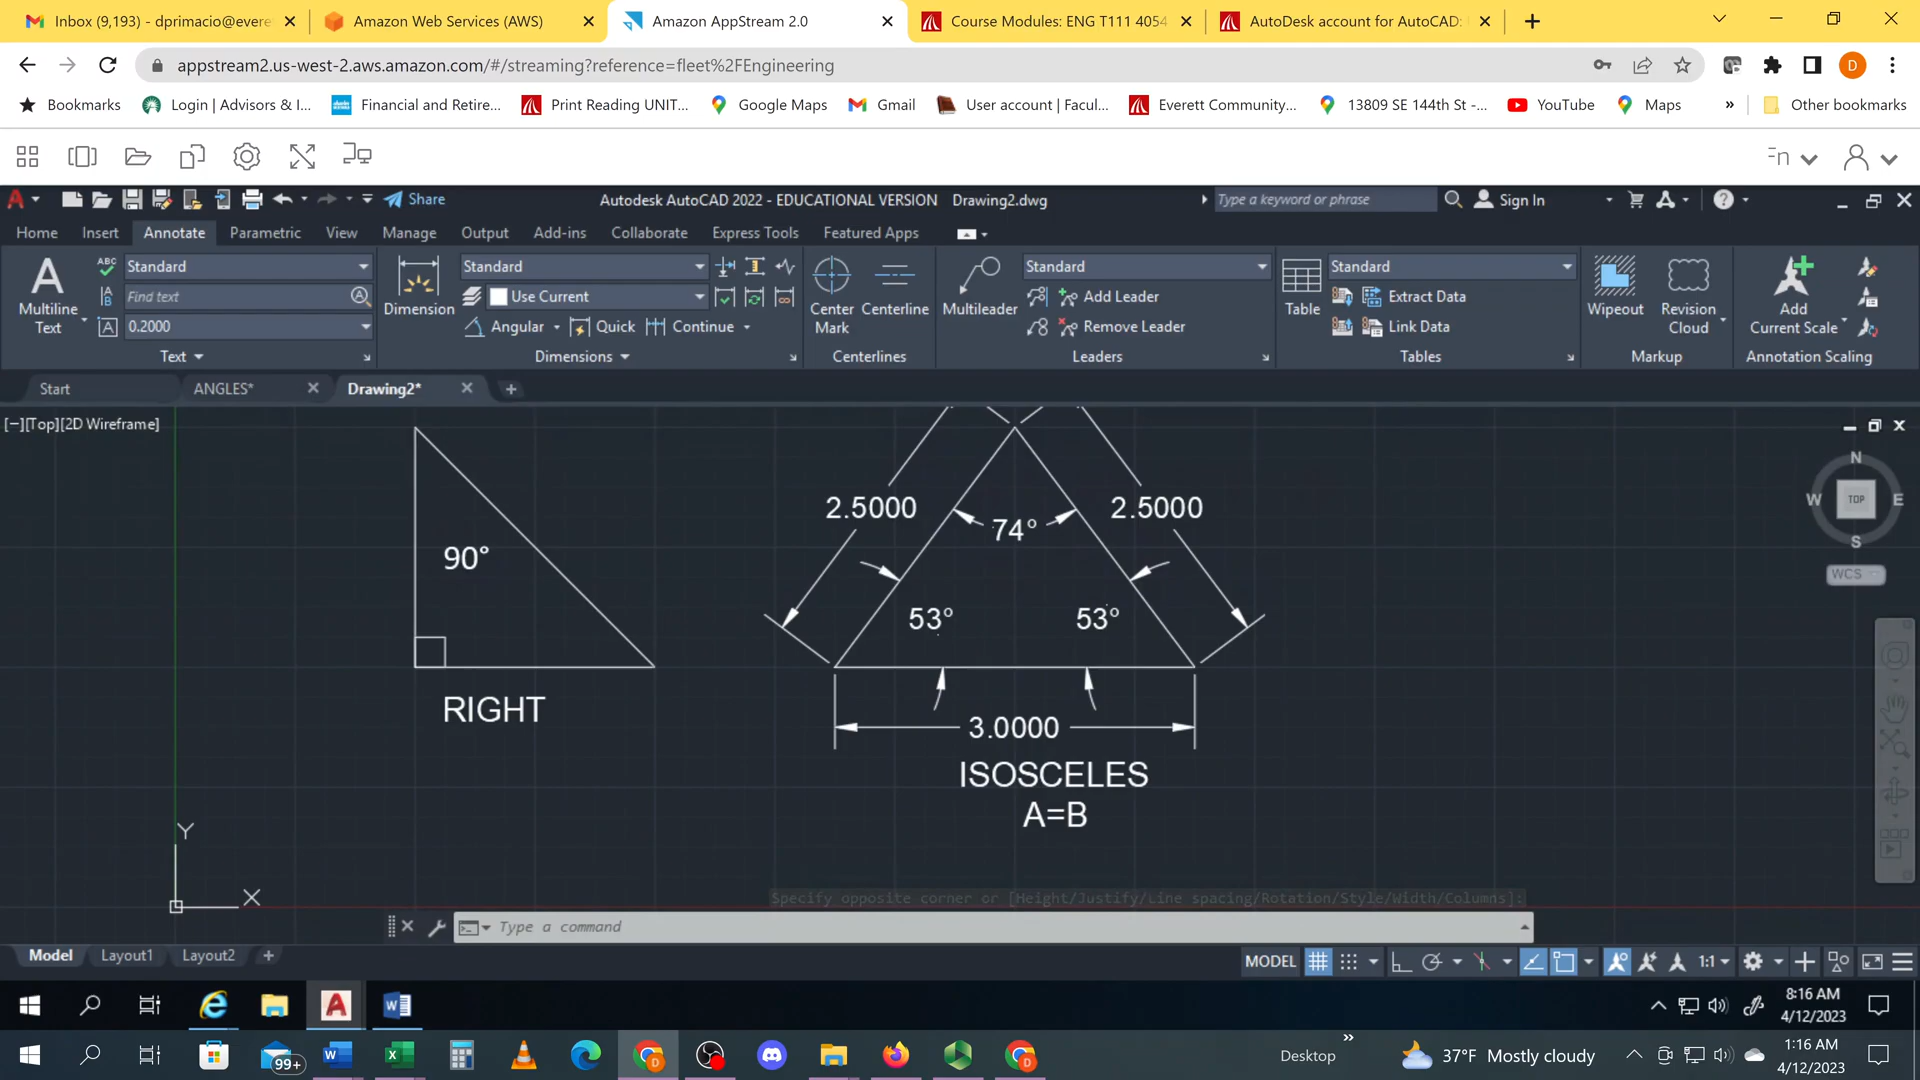 Inbox (9,193) - dprimacio@evere
Amazon Web Services (AWS)
Amazon AppStream 2.0
Course Modules: ENG T111 4054
AutoDesk account for AutoCAD:
appstream2.us-west-2.aws.amazon.com/#/streaming?reference=fleet%2FEngineering
D
Bookmarks
Login | Advisors & I...
Financial and Retire...
Print Reading UNIT...
Google Maps
Gmail
User account | Facul...
Everett Community...
13809 SE 144th St -...
YouTube
Maps
»
Other bookmarks
Share
Autodesk AutoCAD 2022 - EDUCATIONAL VERSION Drawing2.dwg
Type a keyword or phrase
Sign In
Home Insert Annotate Parametric View Manage Output Add-ins Collaborate Express Tools Featured Apps
Multiline Text
Standard
Find text
0.2000
Text
Dimension
Standard
Use Current
Angular Quick Continue
Dimensions
Center Mark
Centerline
Centerlines
Multileader
Standard
Add Leader
Remove Leader
Leaders
Table
Standard
Extract Data
Link Data
Tables
Wipeout
Revision Cloud
Markup
Add Current Scale
Annotation Scaling
Start
ANGLES*
Drawing2*
[−][Top][2D Wireframe]
N
W TOP E
S
WCS
2.5000
2.5000
74°
90°
53°
53°
RIGHT
3.0000
ISOSCELES
A=B
Y
X
Specify opposite corner or [Height/Justify/Line spacing/Rotation/Style/Width/Columns]:
Type a command
Model Layout1 Layout2
MODEL
1:1
8:16 AM
4/12/2023
99+
Desktop
»
37°F Mostly cloudy
1:16 AM
4/12/2023